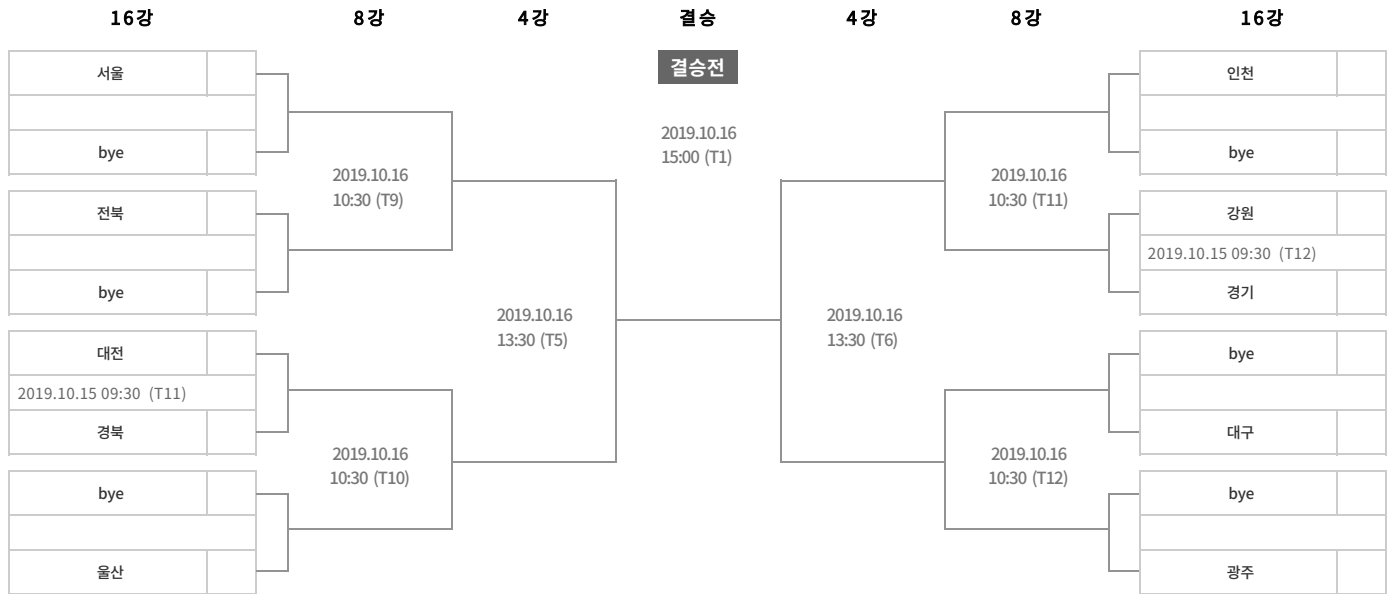 16강
8강
4강
결승
4강
8강
16강
서울
bye
전북
bye
대전
2019.10.15 09:30 (T11)
경북
bye
울산
2019.10.16
10:30 (T9)
2019.10.16
10:30 (T10)
2019.10.16
13:30 (T5)
결승전
2019.10.16
15:00 (T1)
2019.10.16
13:30 (T6)
2019.10.16
10:30 (T11)
2019.10.16
10:30 (T12)
인천
bye
강원
2019.10.15 09:30 (T12)
경기
bye
대구
bye
광주